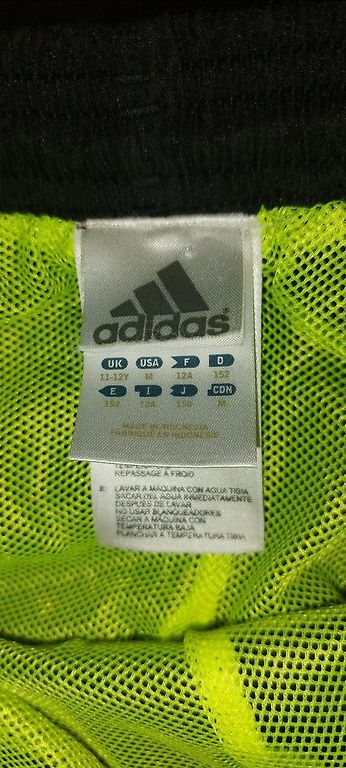 adidas
UK USA F D
11-12Y M 12A 152
E I J CDN
152 12A 150 M
MADE IN INDONESIA
FABRIQUÉ EN INDONÉSIE
REPASSAGE A FROID
E: LAVAR A MAQUINA CON AGUA TIBIA
SACAR DEL AGUA INMEDIATAMENTE
DESPUES DE LAVAR
NO USAR BLANQUEADORES
SECAR A MAQUINA CON
TEMPERATURA BAJA
PLANCHAR A TEMPERATURA TIBIA